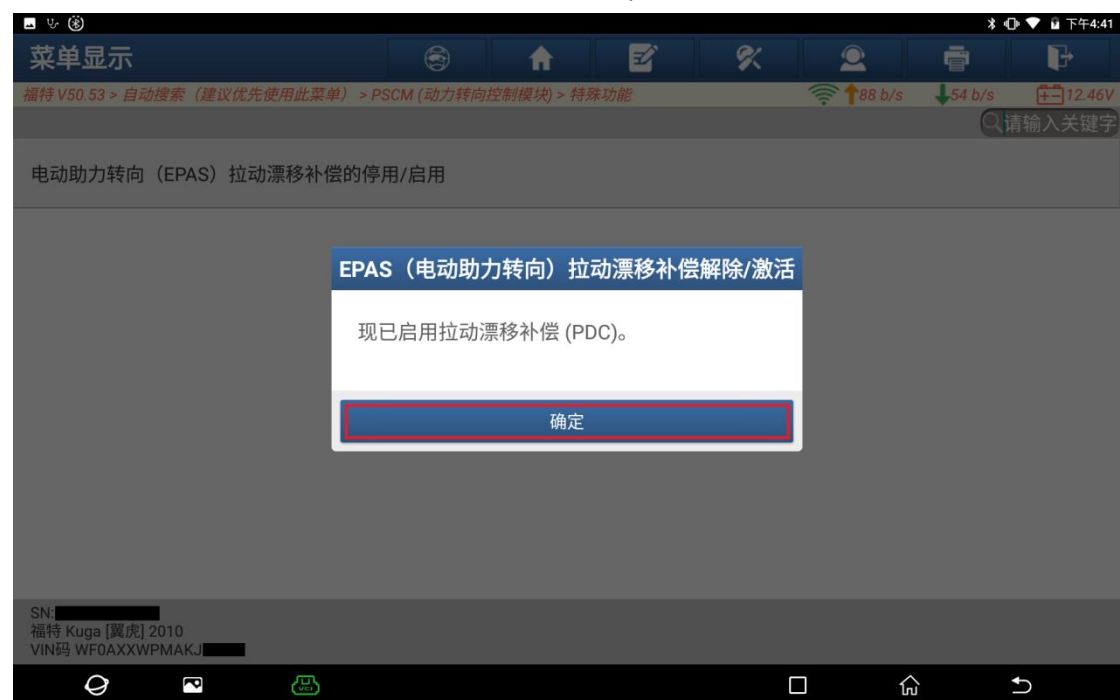 下午4:41
菜单显示
福特 V50.53 > 自动搜索（建议优先使用此菜单）> PSCM (动力转向控制模块) > 特殊功能 88 b/s 54 b/s 12.46V
请输入关键字
电动助力转向（EPAS）拉动漂移补偿的停用/启用
EPAS（电动助力转向）拉动漂移补偿解除/激活
现已启用拉动漂移补偿 (PDC)。
确定
SN:
福特 Kuga [翼虎] 2010
VIN码 WF0AXXWPMAKJ
VCI